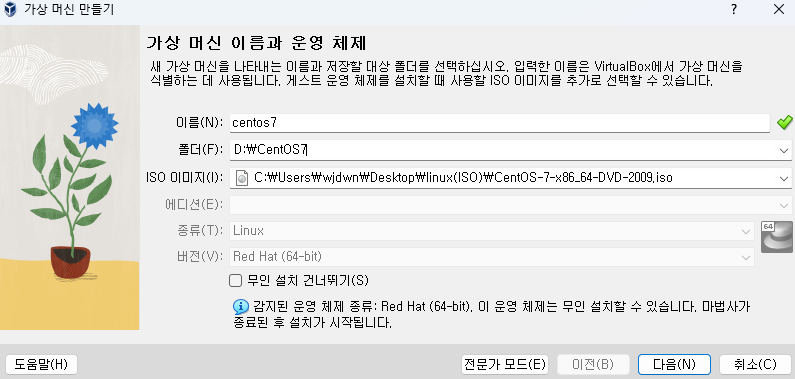 가상 머신 만들기
? ×
가상 머신 이름과 운영 체제
새 가상 머신을 나타내는 이름과 저장할 대상 폴더를 선택하십시오. 입력한 이름은 VirtualBox에서 가상 머신을
식별하는 데 사용됩니다. 게스트 운영 체제를 설치할 때 사용할 ISO 이미지를 추가로 선택할 수 있습니다.
이름(N): centos7
폴더(F): D:₩CentOS7
ISO 이미지(I): C:₩Users₩wjdwn₩Desktop₩linux(ISO)₩CentOS-7-x86_64-DVD-2009.iso
에디션(E):
종류(T): Linux
64
버전(V): Red Hat (64-bit)
무인 설치 건너뛰기(S)
감지된 운영 체제 종류: Red Hat (64-bit). 이 운영 체제는 무인 설치할 수 있습니다. 마법사가
종료된 후 설치가 시작됩니다.
도움말(H) 전문가 모드(E) 이전(B) 다음(N) 취소(C)